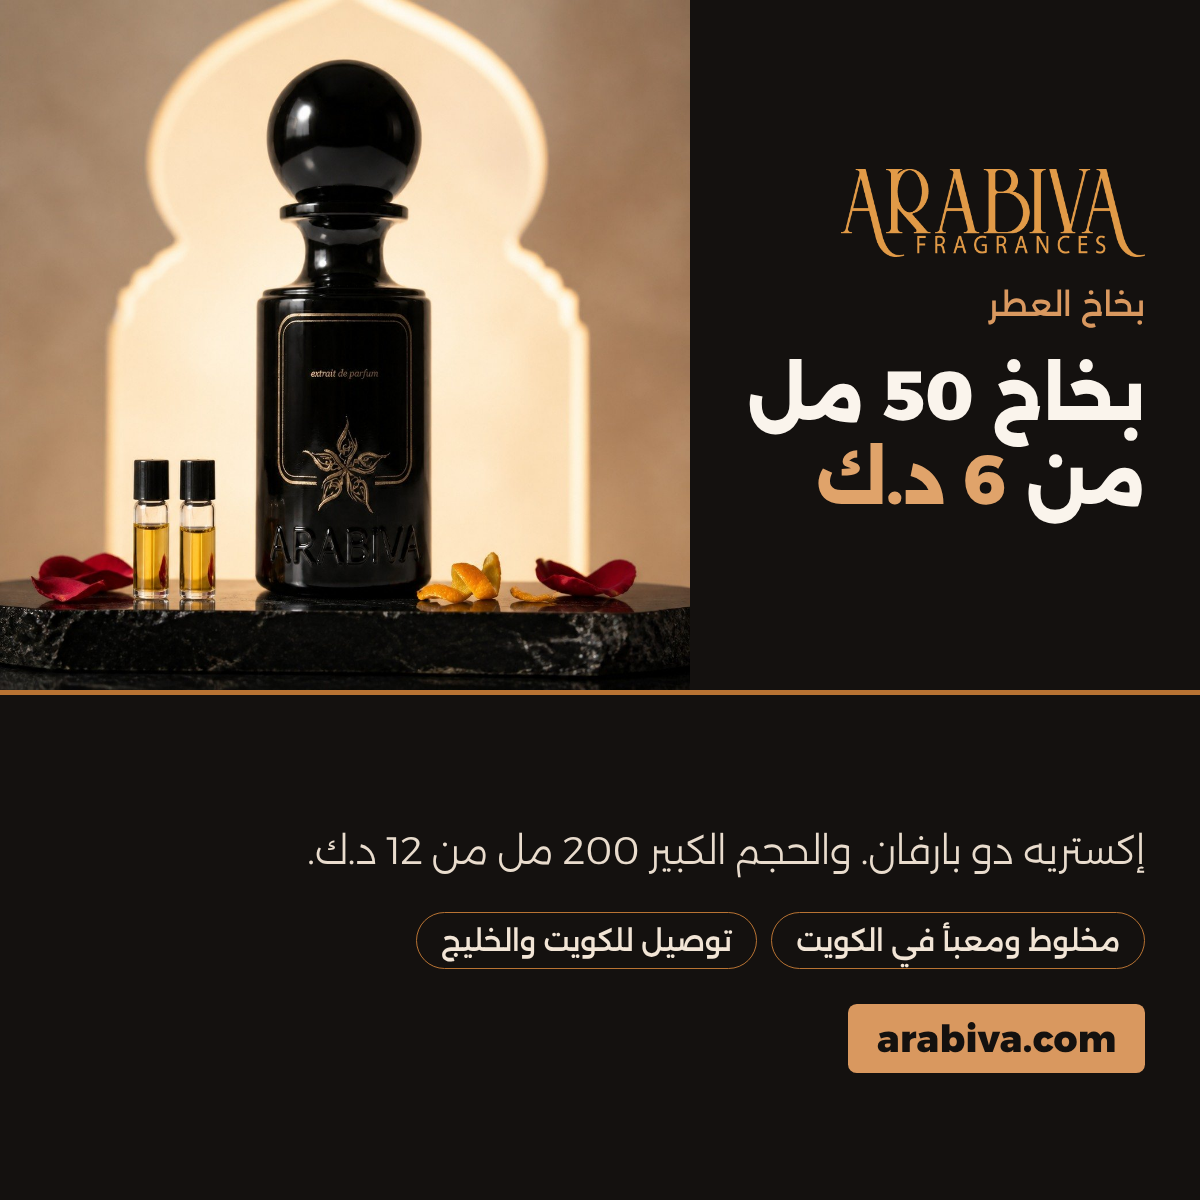 ARABIVA
FRAGRANCES
بخاخ العطر
بخاخ 50 مل
من 6 د.ك
extrait de parfum
ARABIVA
إكستريه دو بارفان. والحجم الكبير 200 مل من 12 د.ك.
مخلوط ومعبأ في الكويت
توصيل للكويت والخليج
arabiva.com